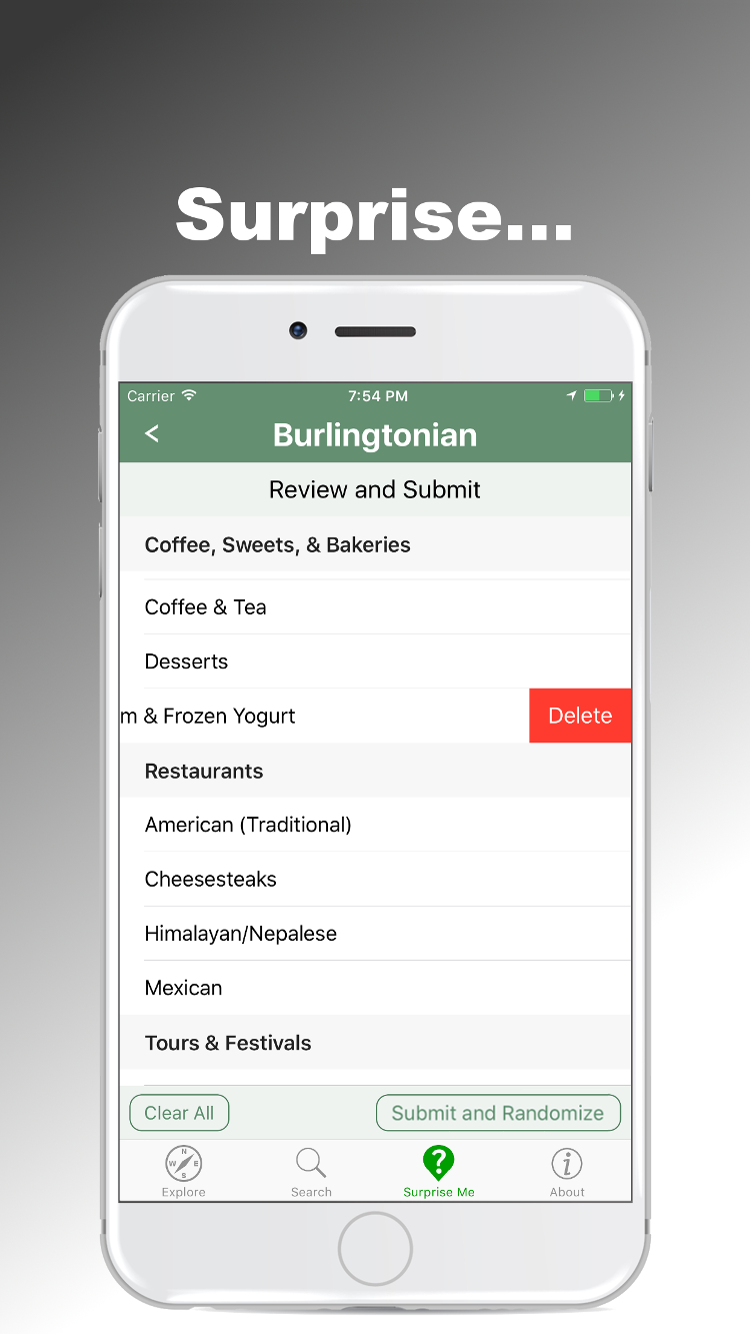 Surprise...
Carrier 7:54 PM
< Burlingtonian
Review and Submit
Coffee, Sweets, & Bakeries
Coffee & Tea
Desserts
m & Frozen Yogurt Delete
Restaurants
American (Traditional)
Cheesesteaks
Himalayan/Nepalese
Mexican
Tours & Festivals
Clear All Submit and Randomize
N
W E
S
?
i
Explore Search Surprise Me About